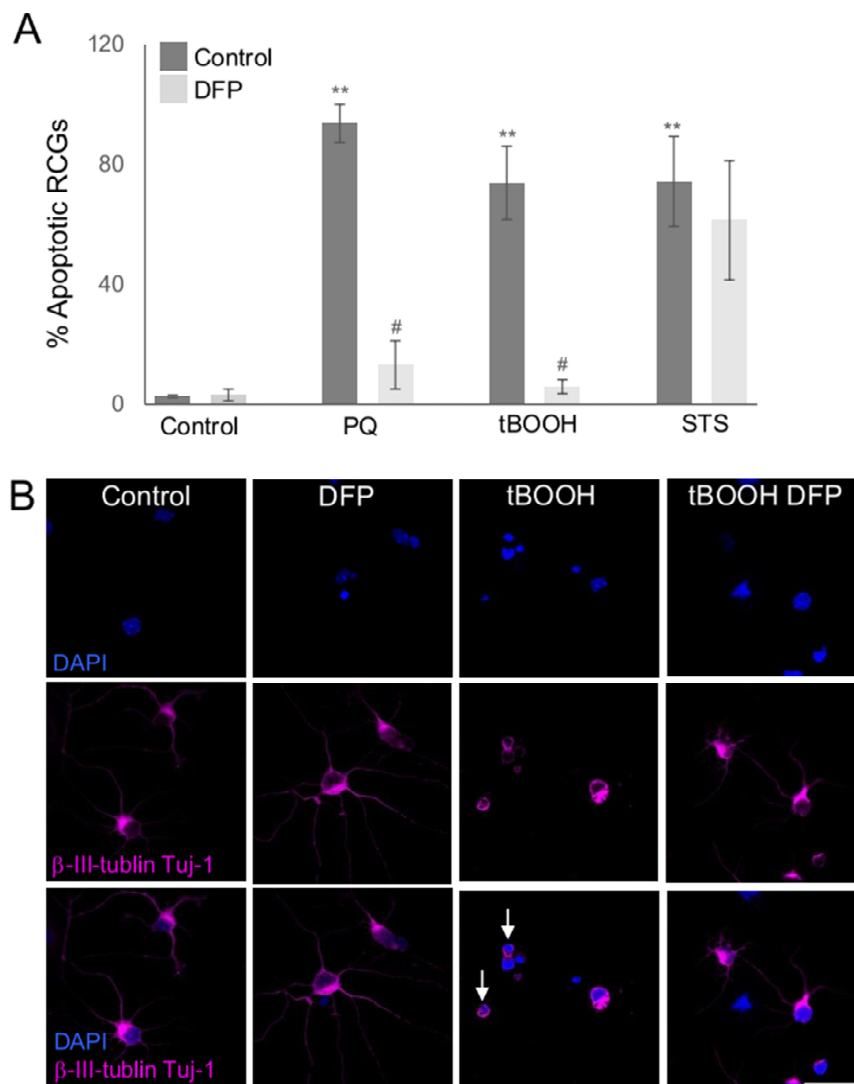 A
120
Control
DFP
**
**
**
80
% Apoptotic RCGs
40
#
#
0
Control
PQ
tBOOH
STS
B
Control
DFP
tBOOH
tBOOH DFP
DAPI
β-III-tublin Tuj-1
DAPI
β-III-tublin Tuj-1